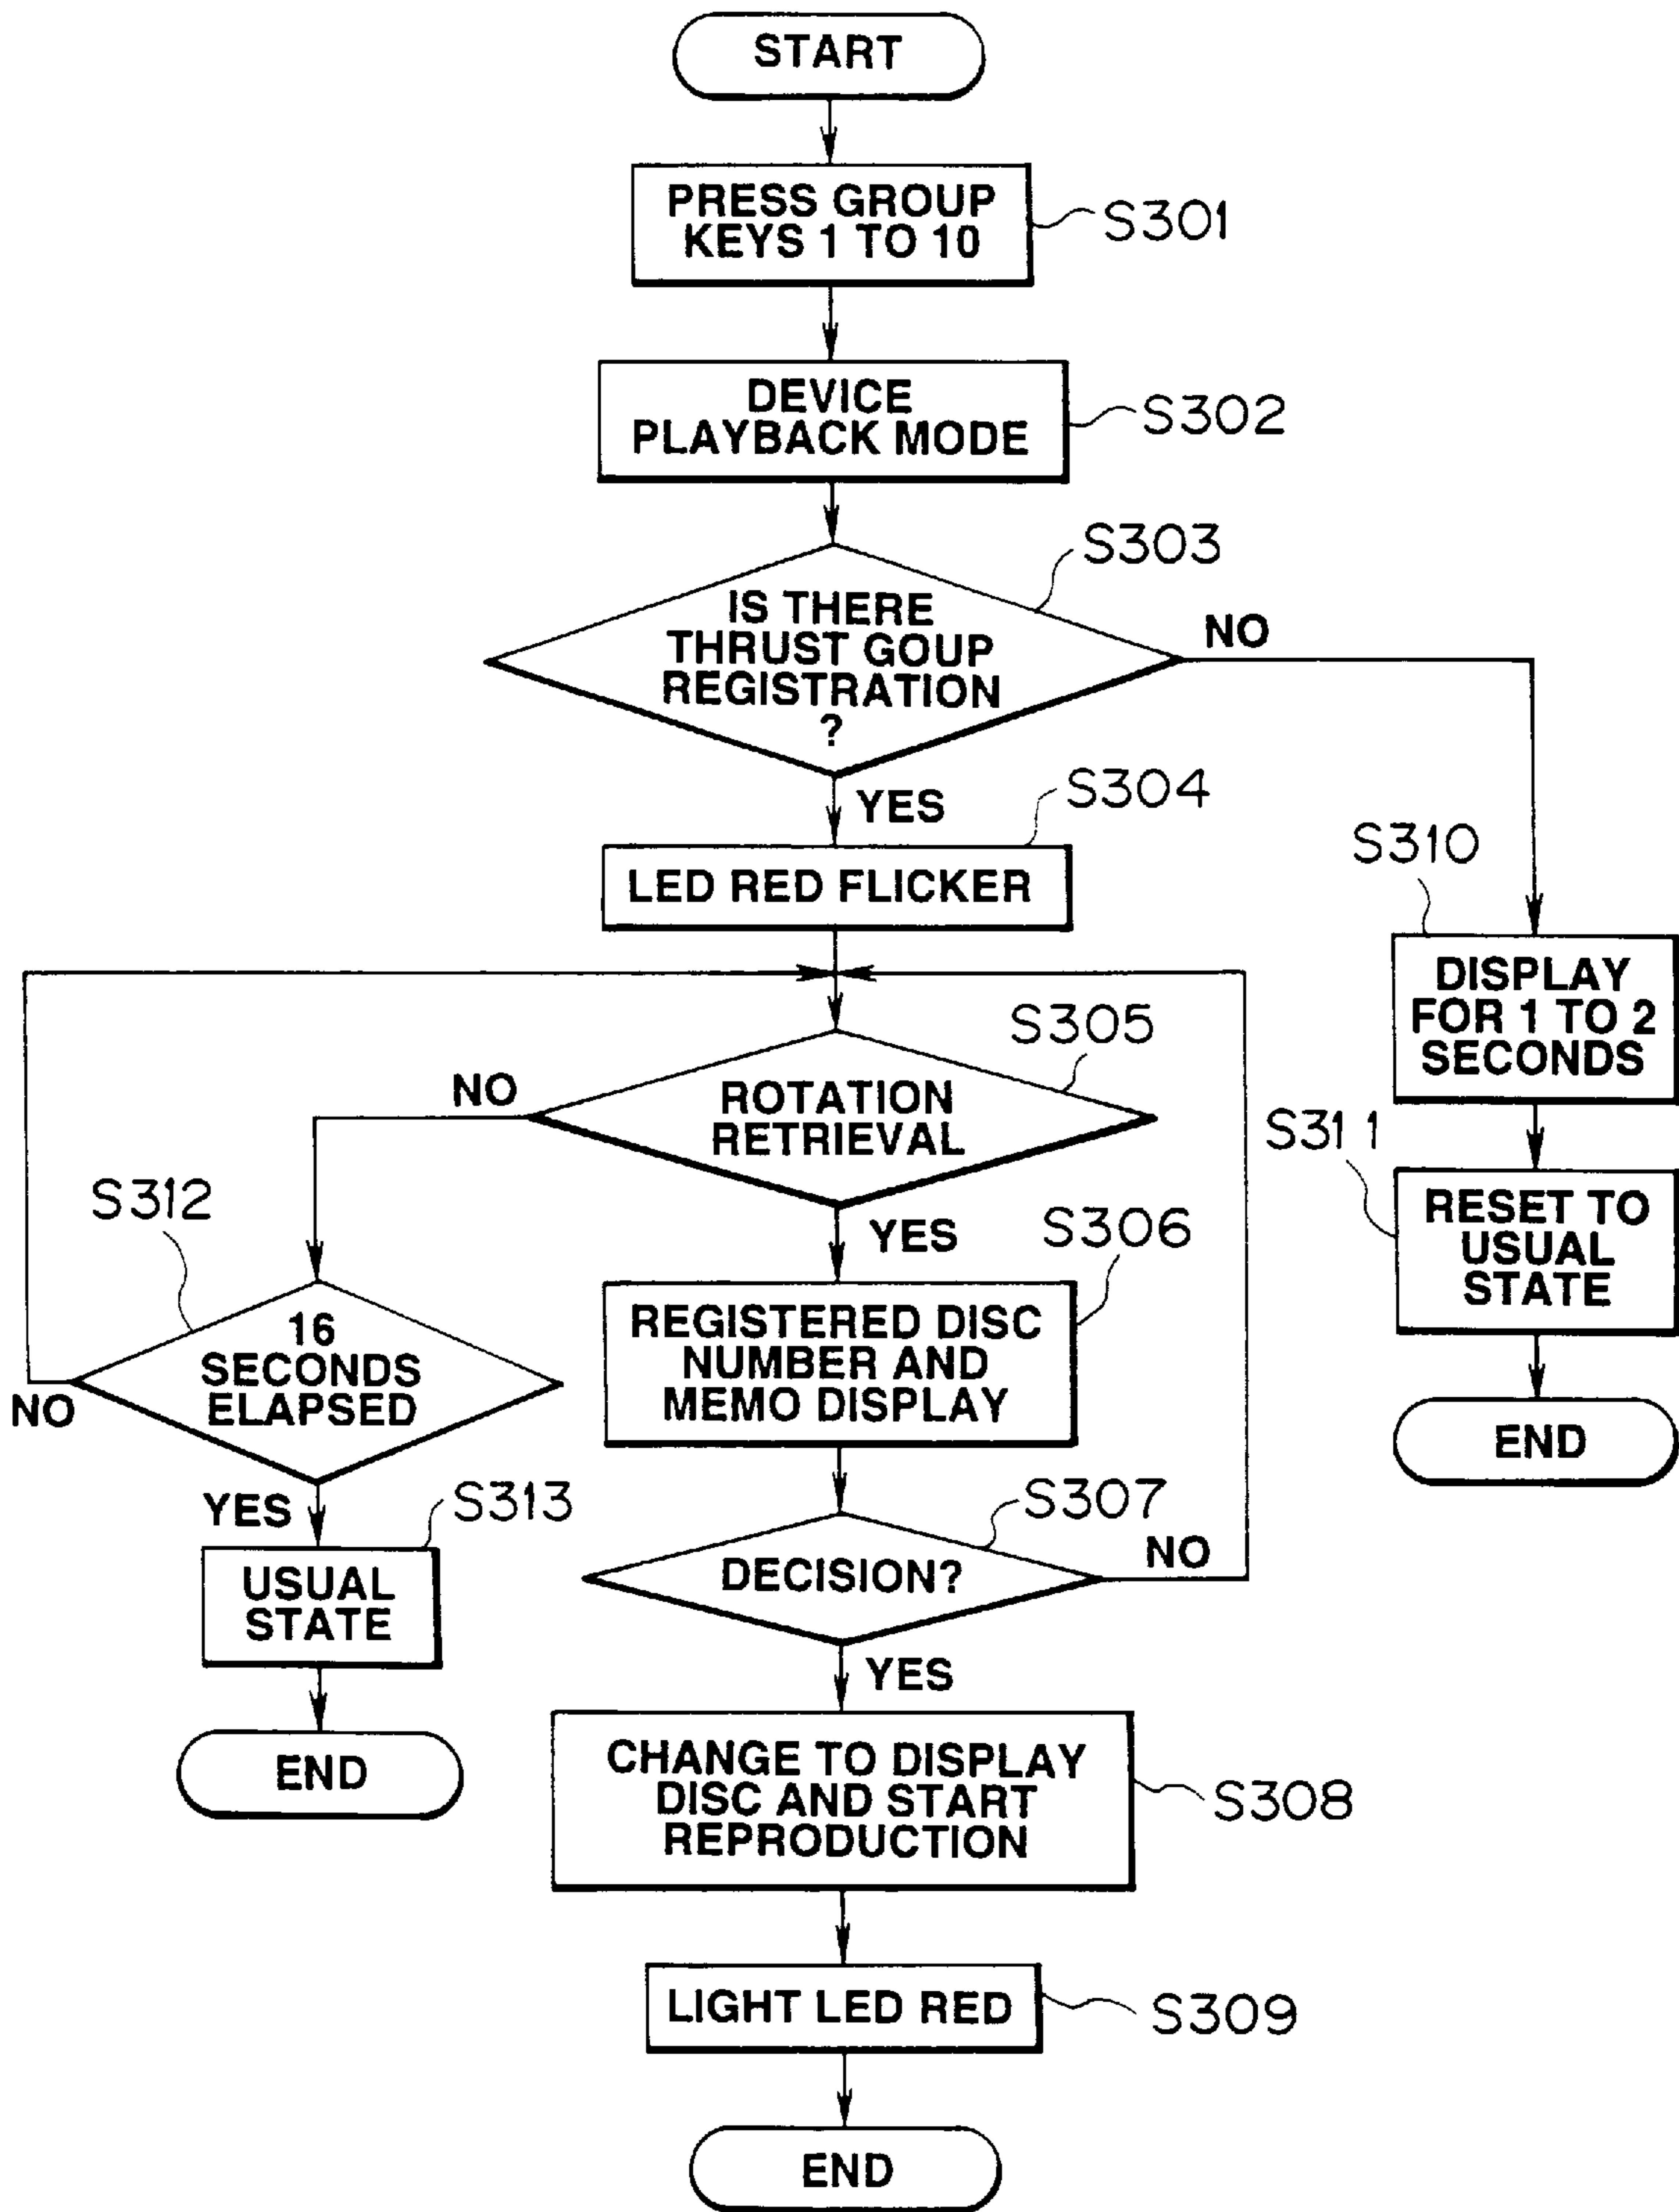 START
PRESS GROUP
KEYS 1 TO 10
S301
DEVICE
PLAYBACK MODE
S302
S303
IS THERE
THRUST GOUP
REGISTRATION
?
NO
YES
S304
LED RED FLICKER
S310
DISPLAY
FOR 1 TO 2
SECONDS
S311
RESET TO
USUAL
STATE
END
S305
ROTATION
RETRIEVAL
NO
YES
S312
16
SECONDS
ELAPSED
NO
YES
S313
USUAL
STATE
END
S306
REGISTERED DISC
NUMBER AND
MEMO DISPLAY
S307
DECISION?
NO
YES
CHANGE TO DISPLAY
DISC AND START
REPRODUCTION
S308
LIGHT LED RED
S309
END